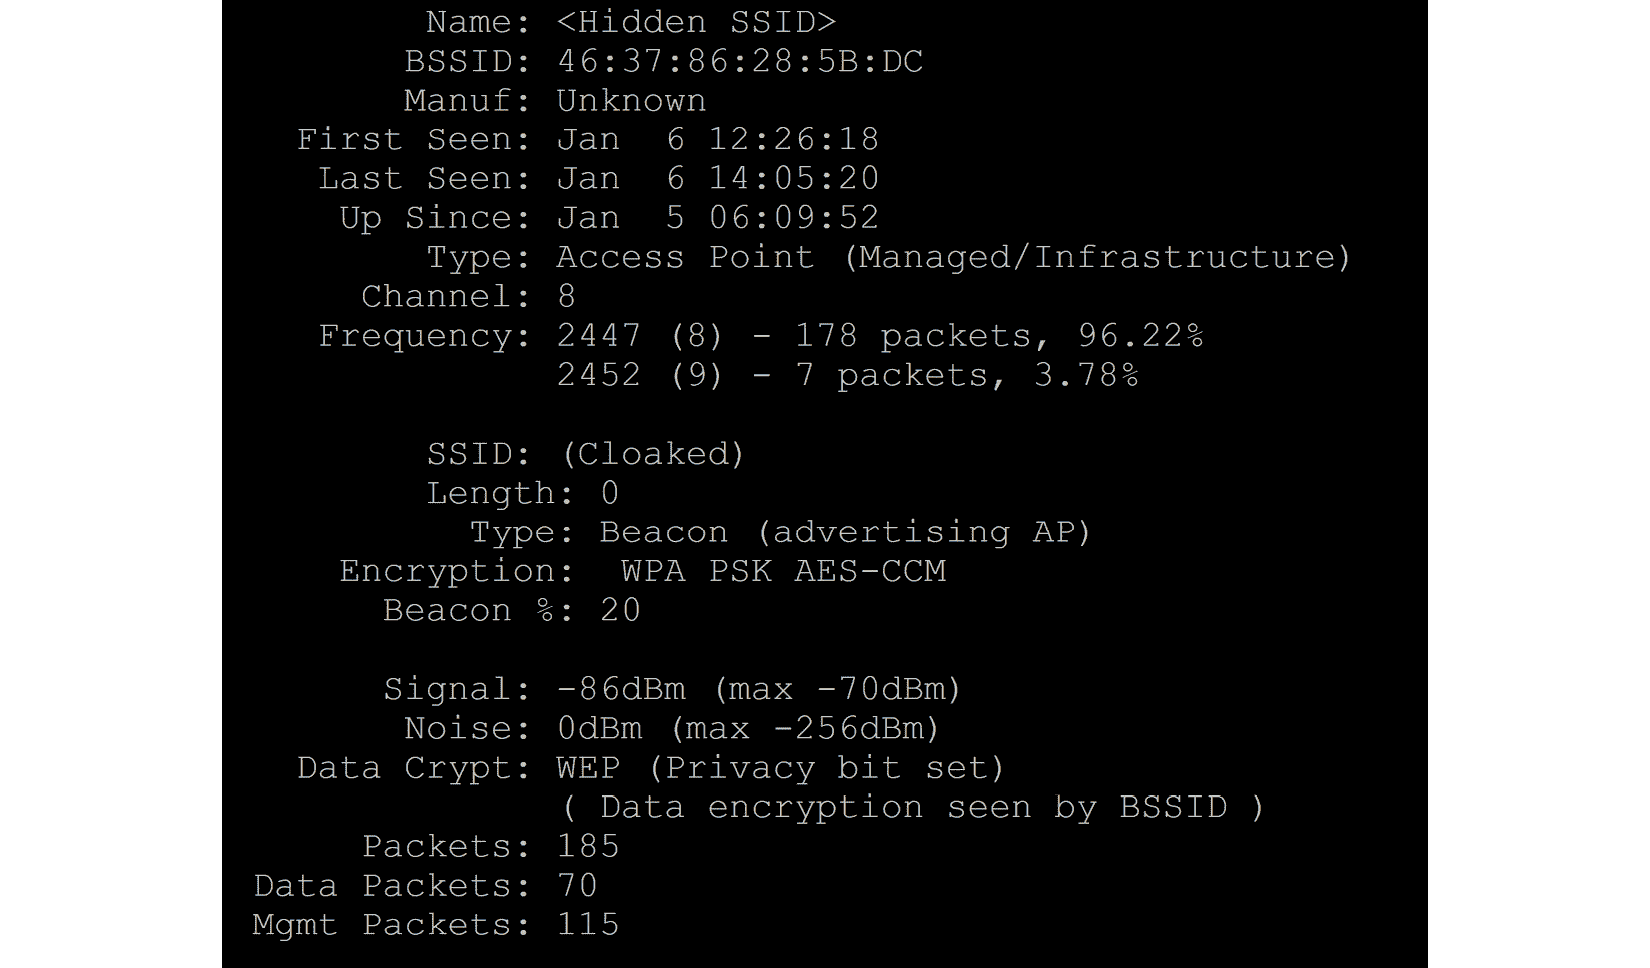 Name: <Hidden SSID>
BSSID: 46:37:86:28:5B:DC
Manuf: Unknown
First Seen: Jan  6 12:26:18
Last Seen: Jan  6 14:05:20
Up Since: Jan  5 06:09:52
Type: Access Point (Managed/Infrastructure)
Channel: 8
Frequency: 2447 (8) - 178 packets, 96.22%
2452 (9) - 7 packets, 3.78%
SSID: (Cloaked)
Length: 0
Type: Beacon (advertising AP)
Encryption:  WPA PSK AES-CCM
Beacon %: 20
Signal: -86dBm (max -70dBm)
Noise: 0dBm (max -256dBm)
Data Crypt: WEP (Privacy bit set)
( Data encryption seen by BSSID )
Packets: 185
Data Packets: 70
Mgmt Packets: 115